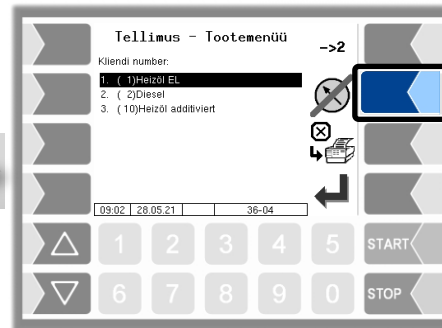 Tellimus - Tootemenüü
->2
Kliendi number:
1. ( 1)Heizöl EL
2. ( 2)Diesel
3. ( 10)Heizöl additiviert
09:02 28.05.21 36-04
1 2 3 4 5 START
6 7 8 9 0 STOP